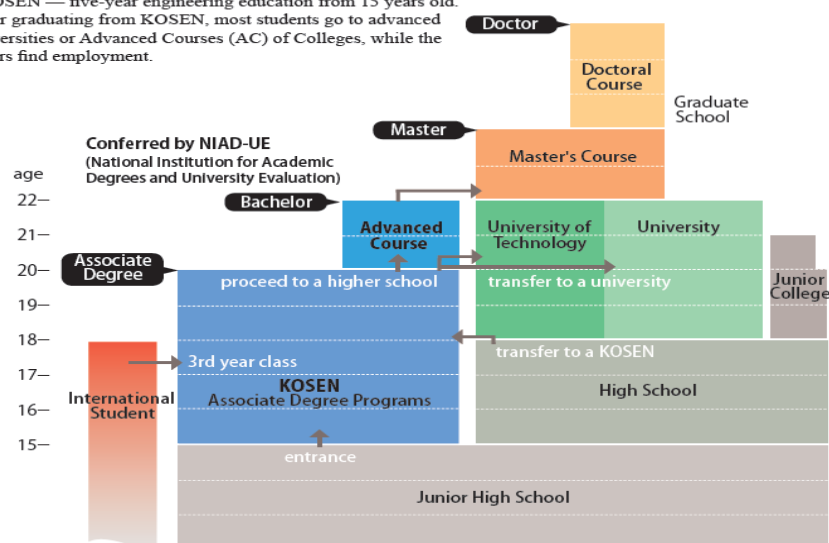 KOSEN — five-year engineering education from 15 years old.
graduating from KOSEN, most students go to advanced
or Advanced Courses (AC) of Colleges, while the
find employment.
Doctor
Doctoral
Course
Graduate
School
Master
Master's Course
Conferred by NIAD-UE
(National Institution for Academic
Degrees and University Evaluation)
age
22
21
20
19
18
17
16
15
Bachelor
Advanced
Course
University of
Technology
University
Associate
Degree
proceed to a higher school
transfer to a university
Junior
College
transfer to a KOSEN
3rd year class
KOSEN
Associate Degree Programs
High School
International
Student
entrance
Junior High School